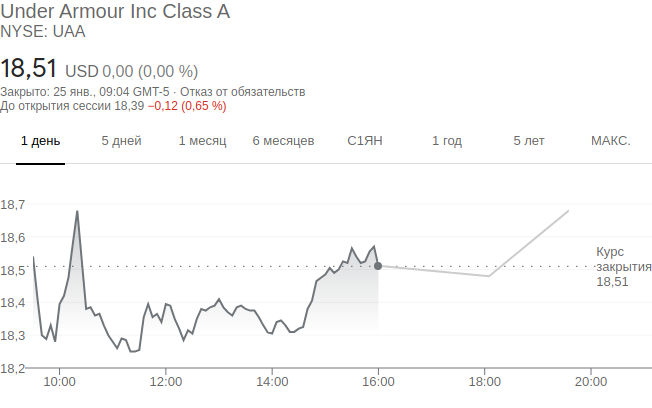 Under Armour Inc Class A
NYSE: UAA
18,51 USD 0,00 (0,00 %)
Закрыто: 25 янв., 09:04 GMT-5 · Отказ от обязательств
До открытия сессии 18,39 −0,12 (0,65 %)
1 день 5 дней 1 месяц 6 месяцев С1ЯН 1 год 5 лет МАКС.
18,7
18,6
Курс
18,5 закрытия
18,51
18,4
18,3
18,2
10:00 12:00 14:00 16:00 18:00 20:00